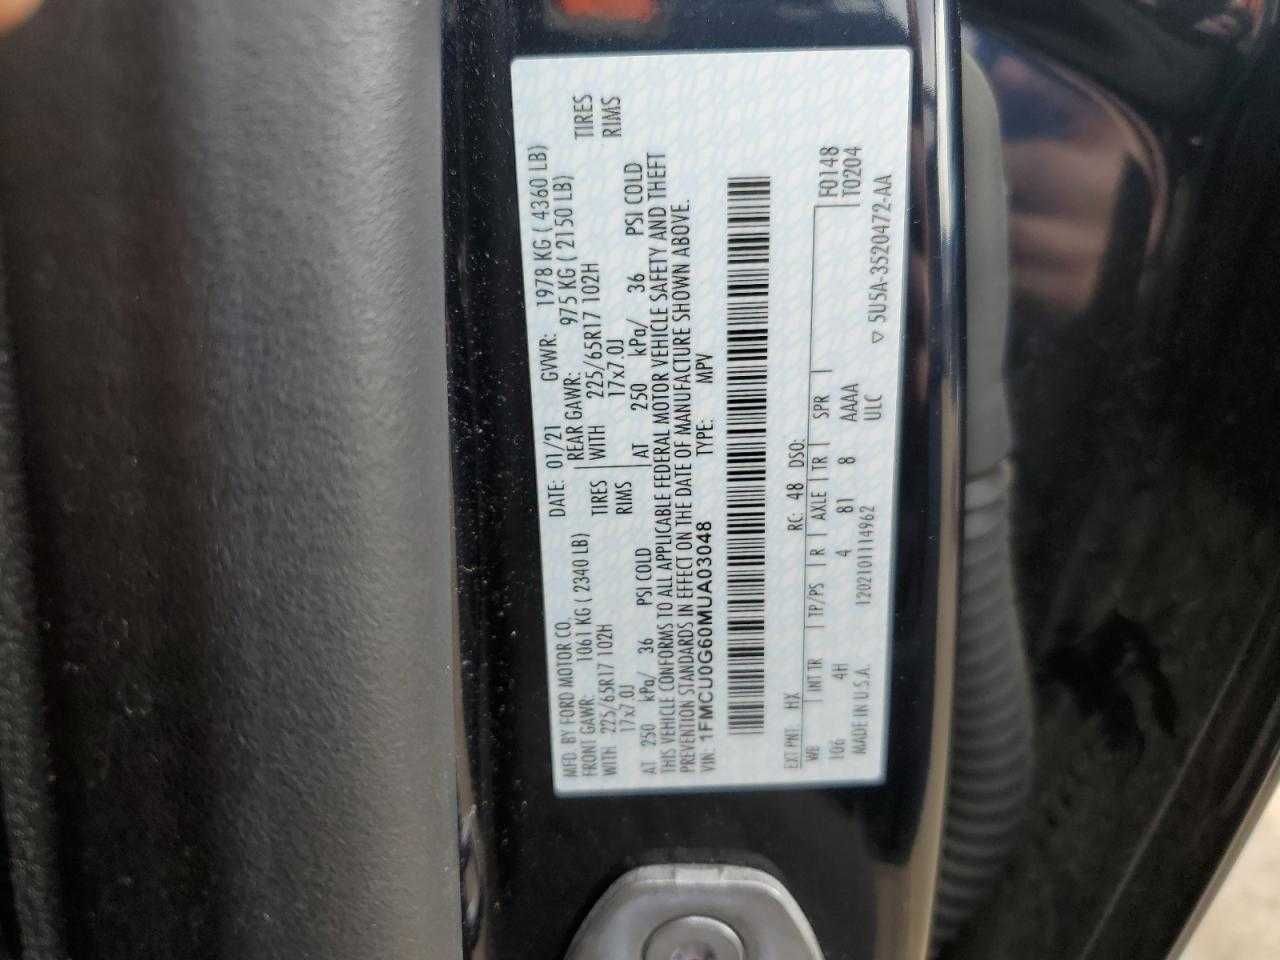 MFD. BY FORD MOTOR CO. DATE: 01/21 GVWR: 1978 KG ( 4360 LB)
FRONT GAWR: 1061 KG ( 2340 LB) REAR GAWR: 975 KG ( 2150 LB)
WITH 225/65R17 102H TIRES WITH 225/65R17 102H TIRES
17x7.0J RIMS 17x7.0J RIMS
AT 250 kPa/ 36 PSI COLD AT 250 kPa/ 36 PSI COLD
THIS VEHICLE CONFORMS TO ALL APPLICABLE FEDERAL MOTOR VEHICLE SAFETY AND THEFT
PREVENTION STANDARDS IN EFFECT ON THE DATE OF MANUFACTURE SHOWN ABOVE.
VIN: 1FMCU0G60MUA03048 TYPE: MPV
EXT PNT: HX RC: 48 DSO:
WB INT TR TP/PS R AXLE TR SPR F0148
106 4H 4 B1 8 AAAA T0204
MADE IN U.S.A. 120210111 4962 ULC
▽ 5U5A-3520472-AA